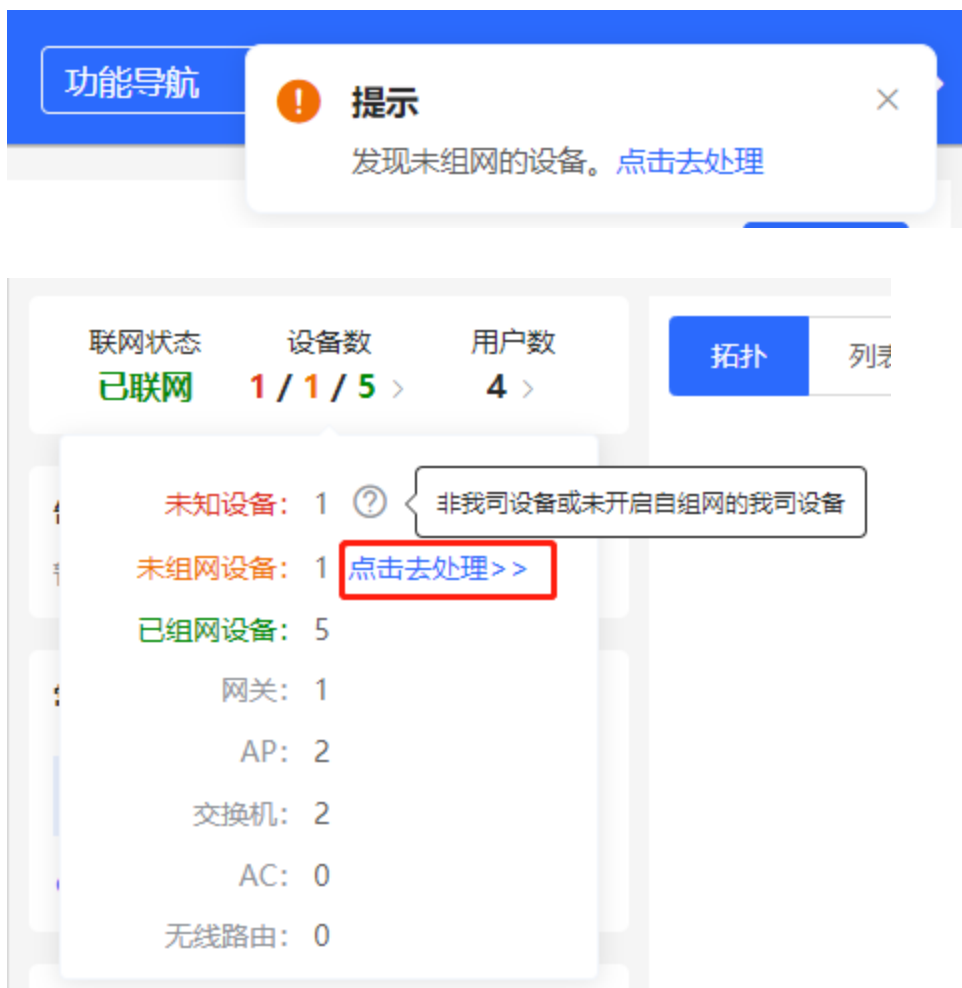 功能导航
提示
发现未组网的设备。点击去处理
联网状态 设备数 用户数
已联网 1 / 1 / 5 > 4 >
拓扑 列表
未知设备： 1
非我司设备或未开启自组网的我司设备
未组网设备： 1 点击去处理>>
已组网设备： 5
网关： 1
AP： 2
交换机： 2
AC： 0
无线路由： 0